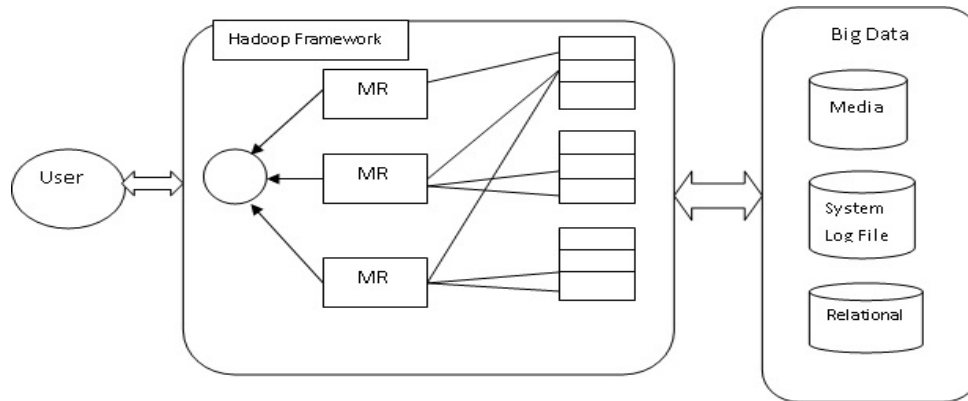 Hadoop Framework
Big Data
MR
Media
User
MR
System
Log File
MR
Relational